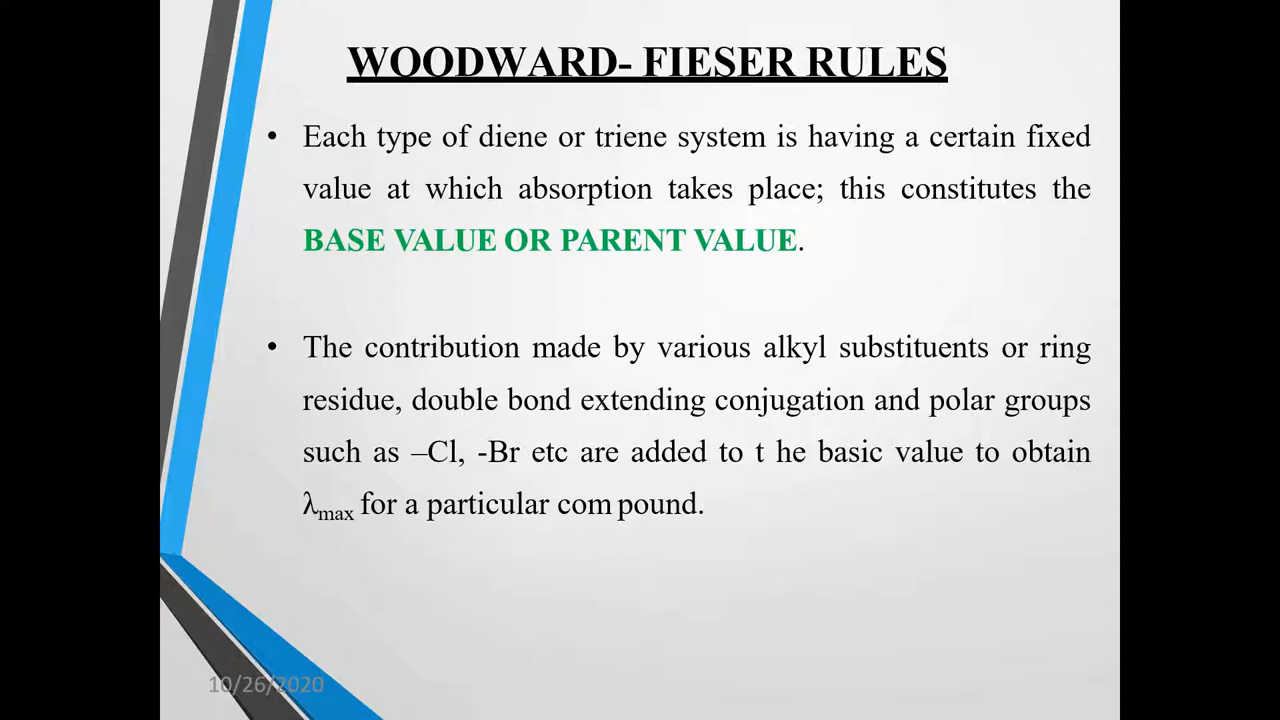 WOODWARD- FIESER RULES
• Each type of diene or triene system is having a certain fixed
value at which absorption takes place; this constitutes the
BASE VALUE OR PARENT VALUE.
• The contribution made by various alkyl substituents or ring
residue, double bond extending conjugation and polar groups
such as –Cl, -Br etc are added to t he basic value to obtain
λmax for a particular com pound.
10/26/2020